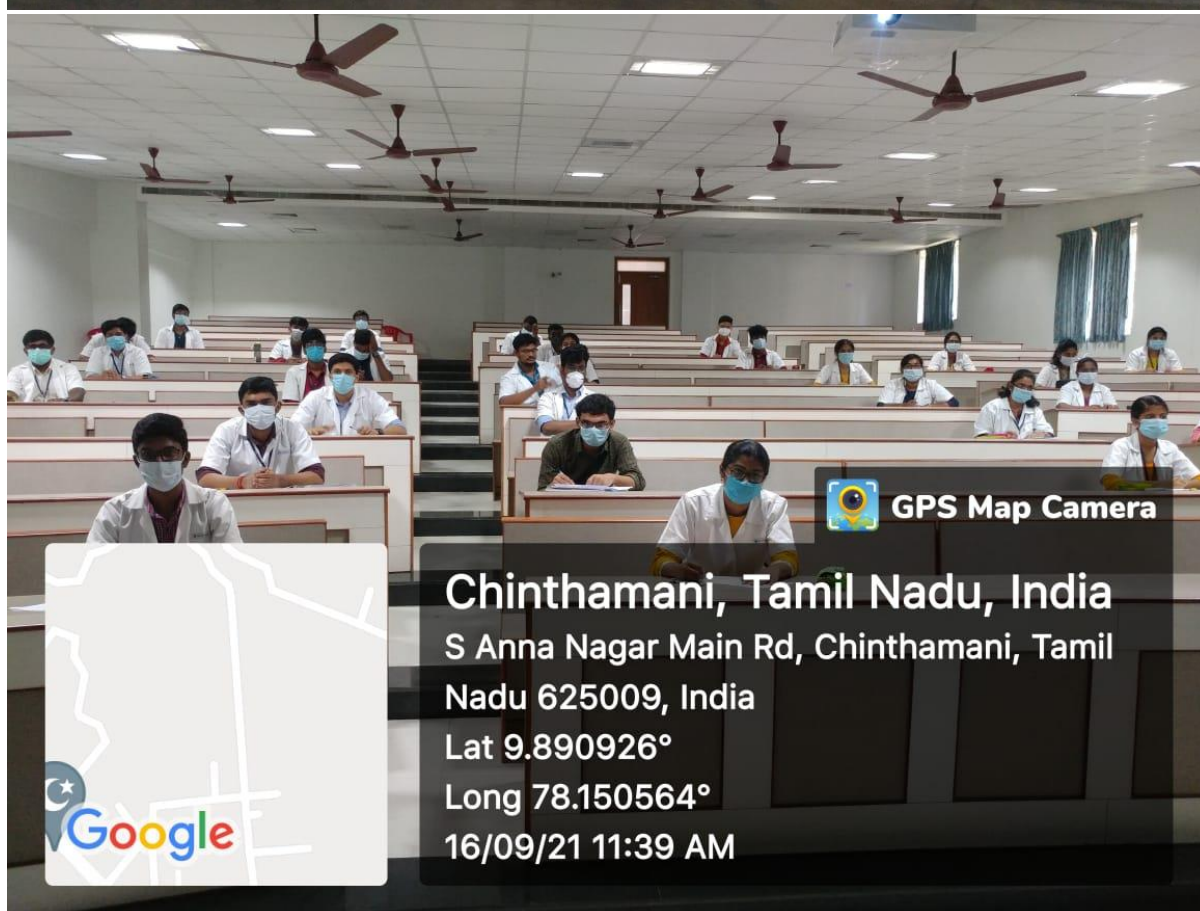 GPS Map Camera
Chinthamani, Tamil Nadu, India
S Anna Nagar Main Rd, Chinthamani, Tamil
Nadu 625009, India
Lat 9.890926°
Long 78.150564°
16/09/21 11:39 AM
Google